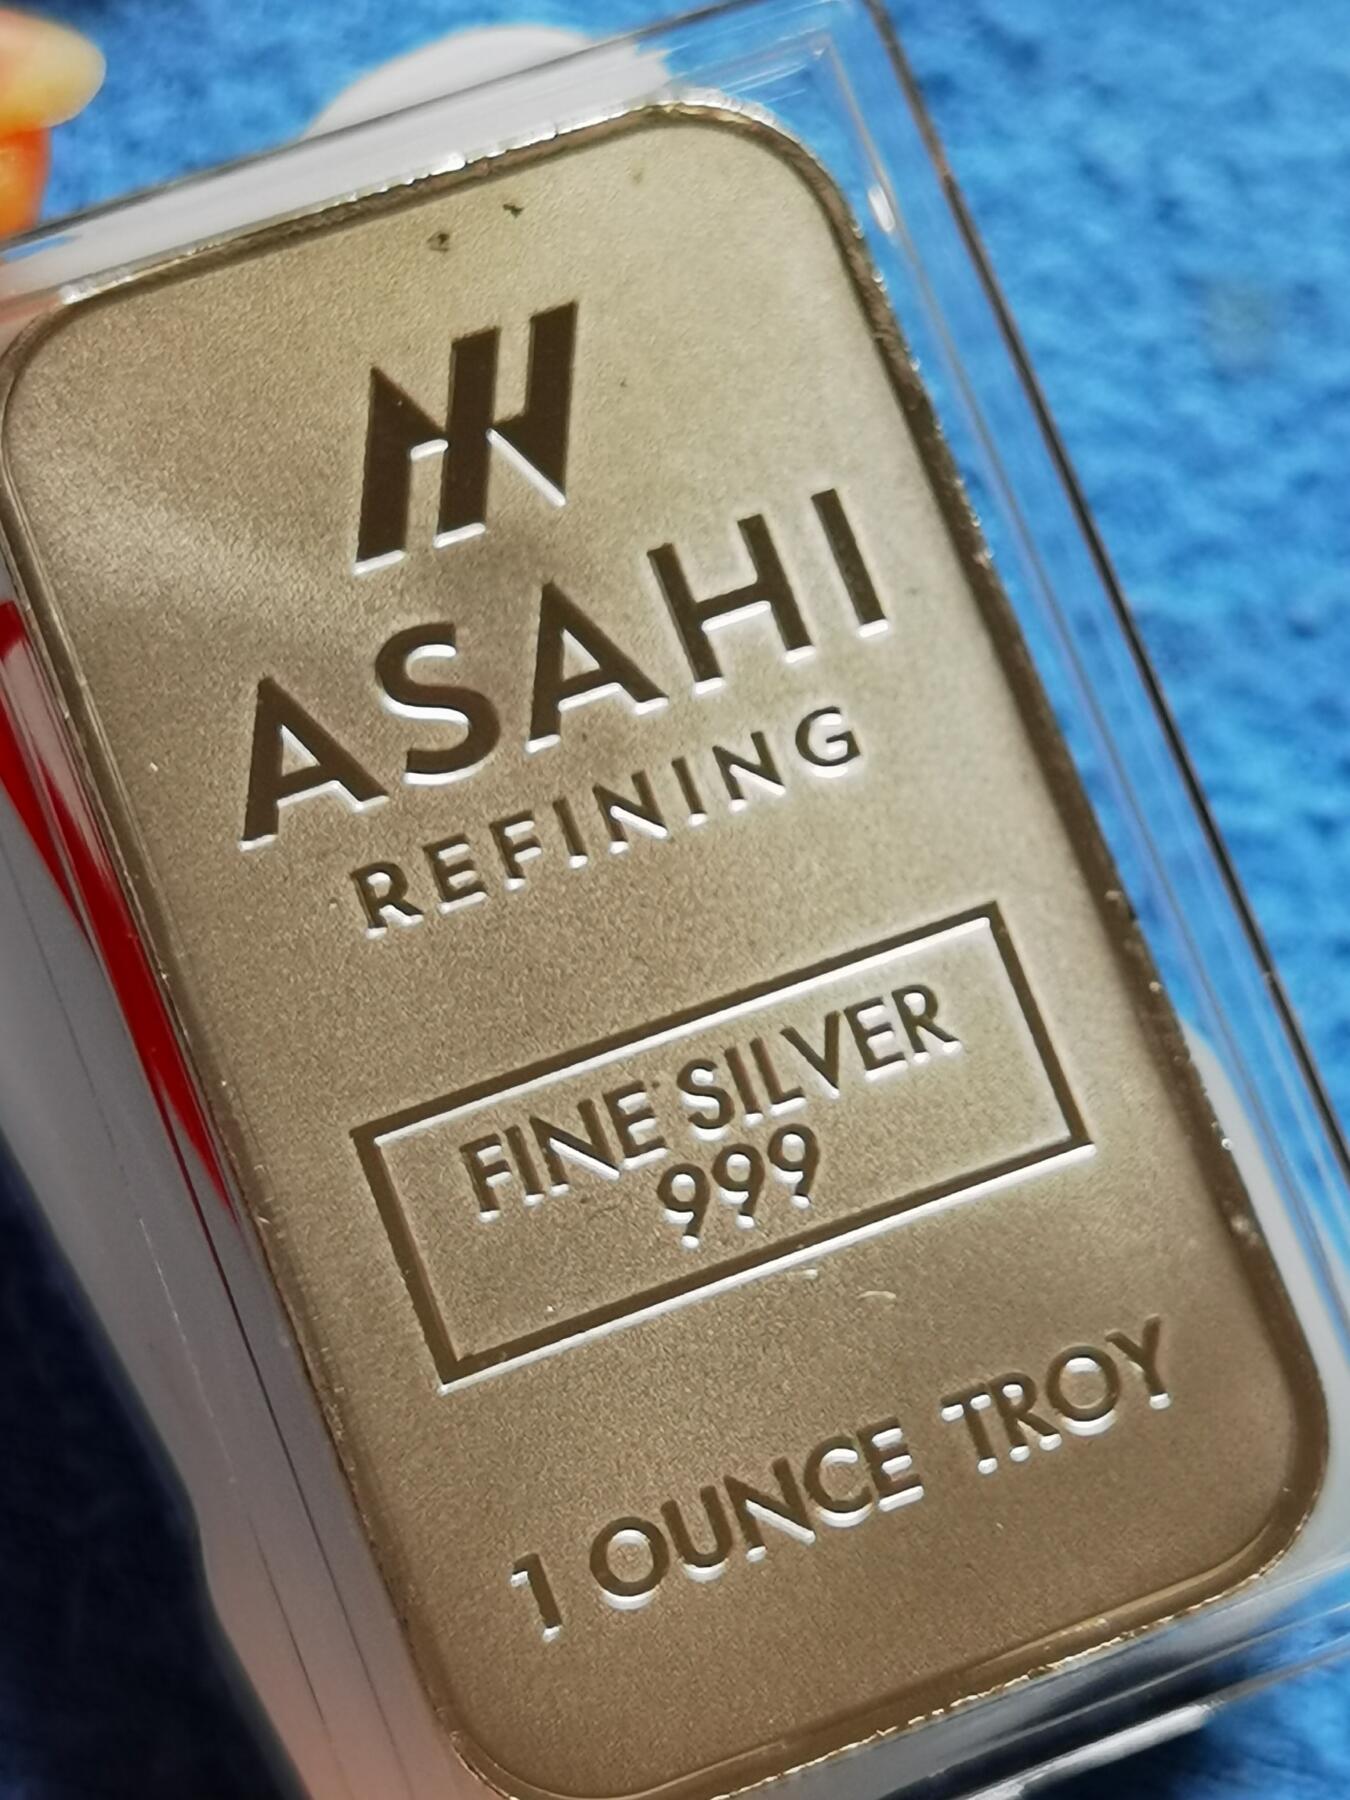 ASAHI
REFINING
FINE SILVER
999
1 OUNCE TROY